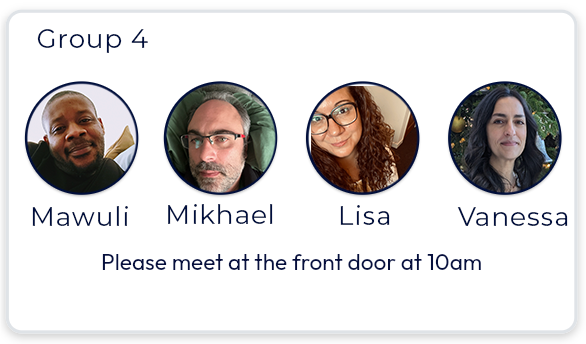 Group 4
Mawuli Mikhael Lisa Vanessa
Please meet at the front door at 10am